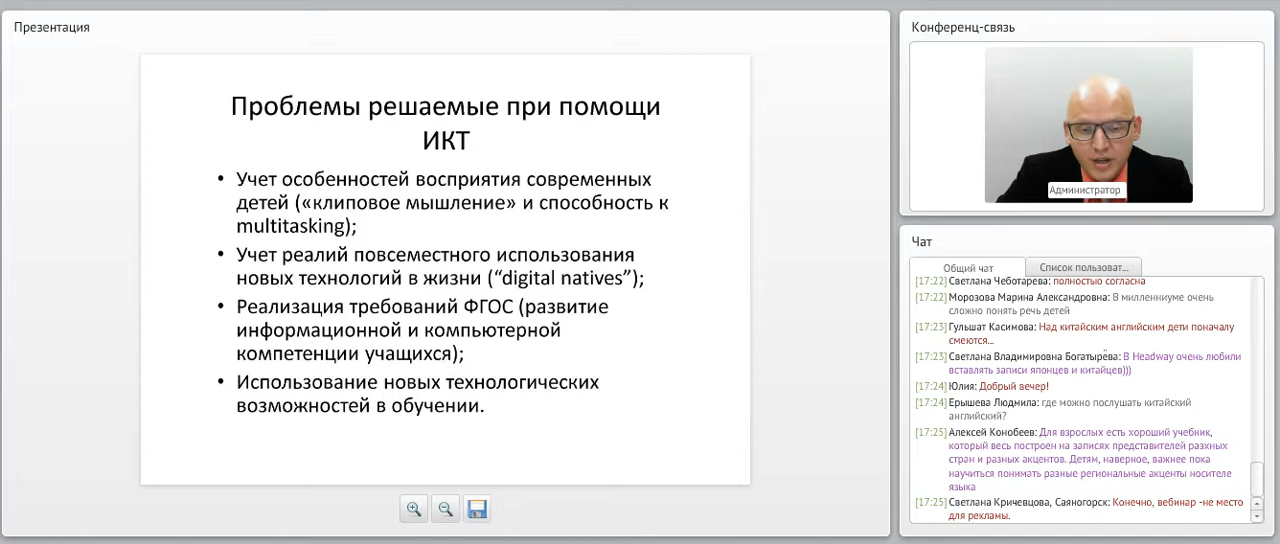 Презентация
Проблемы решаемые при помощи
ИКТ
• Учет особенностей восприятия современных
детей («клиповое мышление» и способность к
multitasking);
• Учет реалий повсеместного использования
новых технологий в жизни (“digital natives”);
• Реализация требований ФГОС (развитие
информационной и компьютерной
компетенции учащихся);
• Использование новых технологических
возможностей в обучении.
Конференц-связь
Администратор
Чат
Общий чат
Список пользоват...
[17:22] Светлана Чеботарева: полностью согласна
[17:22] Морозова Марина Александровна: В миллениуме очень
сложно понять речь детей
[17:23] Гульшат Касимова: Над китайским английским дети поначалу
смеются...
[17:23] Светлана Владимировна Богатырёва: В Headway очень любили
вставлять записи японцев и китайцев)))
[17:24] Юлия: Добрый вечер!
[17:24] Ерышева Людмила: где можно послушать китайский
английский?
[17:25] Алексей Конобеев: Для взрослых есть хороший учебник,
который весь построен на записях представителей разхных
стран и разных акцентов. Детям, наверное, важнее пока
научиться понимать разные региональные акценты носителе
языка
[17:25] Светлана Кричевцова, Саяногорск: Конечно, вебинар -не место
для рекламы.